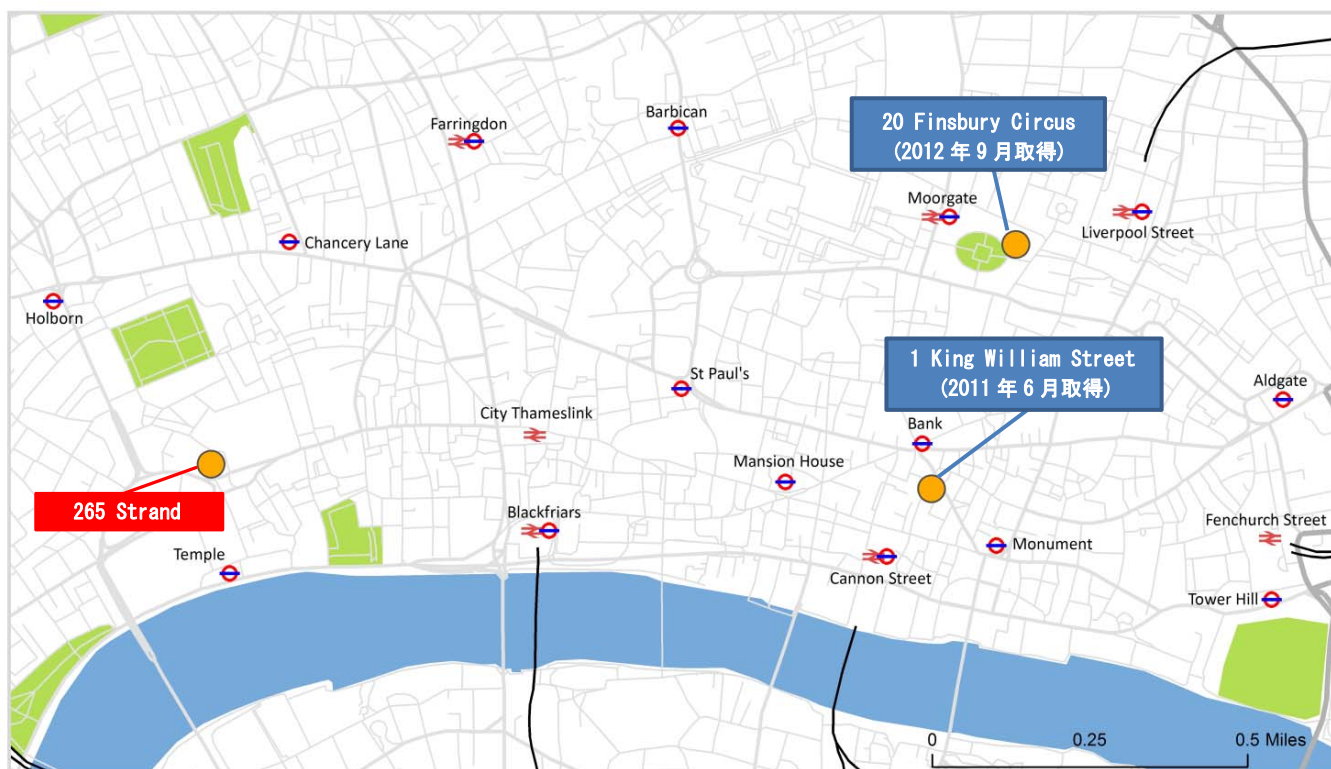 Barbican
Farringdon
20 Finsbury Circus
(2012年9月取得)
Moorgate
Liverpool Street
Chancery Lane
Holborn
1 King William Street
(2011年6月取得)
St Paul's
Aldgate
City Thameslink
Bank
Mansion House
265 Strand
Blackfriars
Fenchurch Street
Temple
Monument
Cannon Street
Tower Hill
0 0.25 0.5 Miles